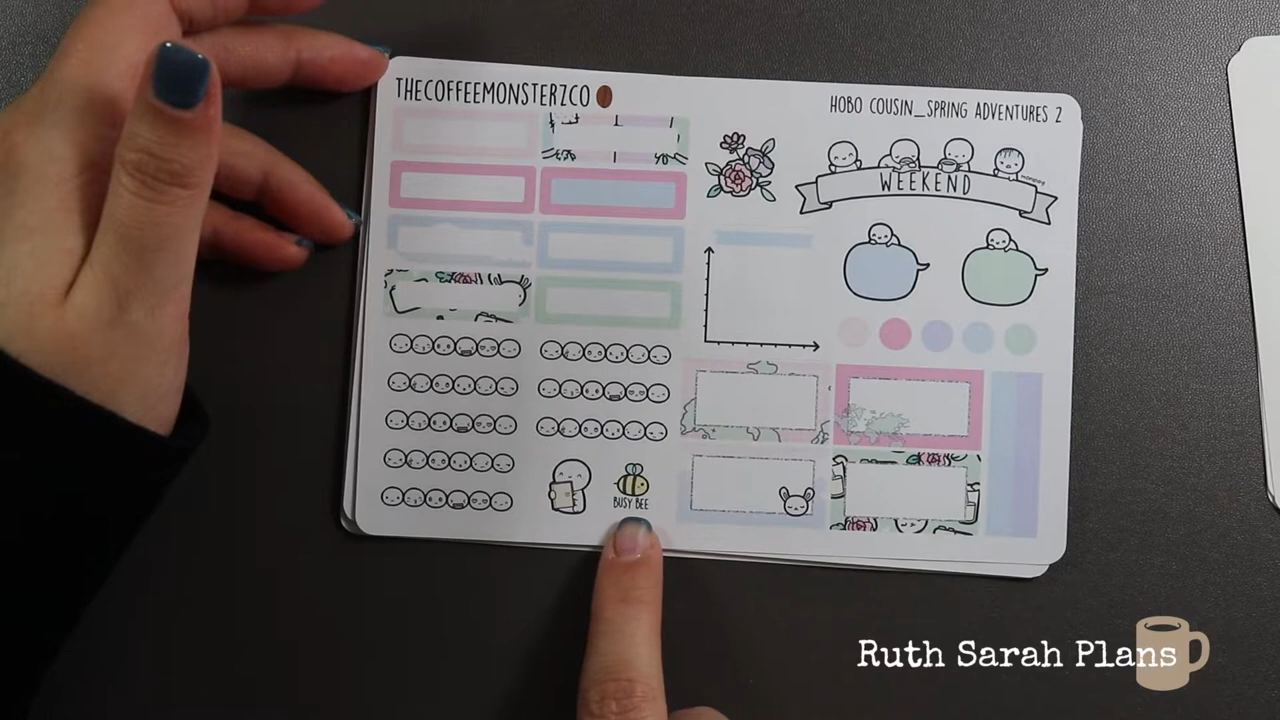 THECOFFEEMONSTERZCO
HOBO COUSIN_SPRING ADVENTURES 2
WEEKEND
BUSY BEE
Ruth Sarah Plans